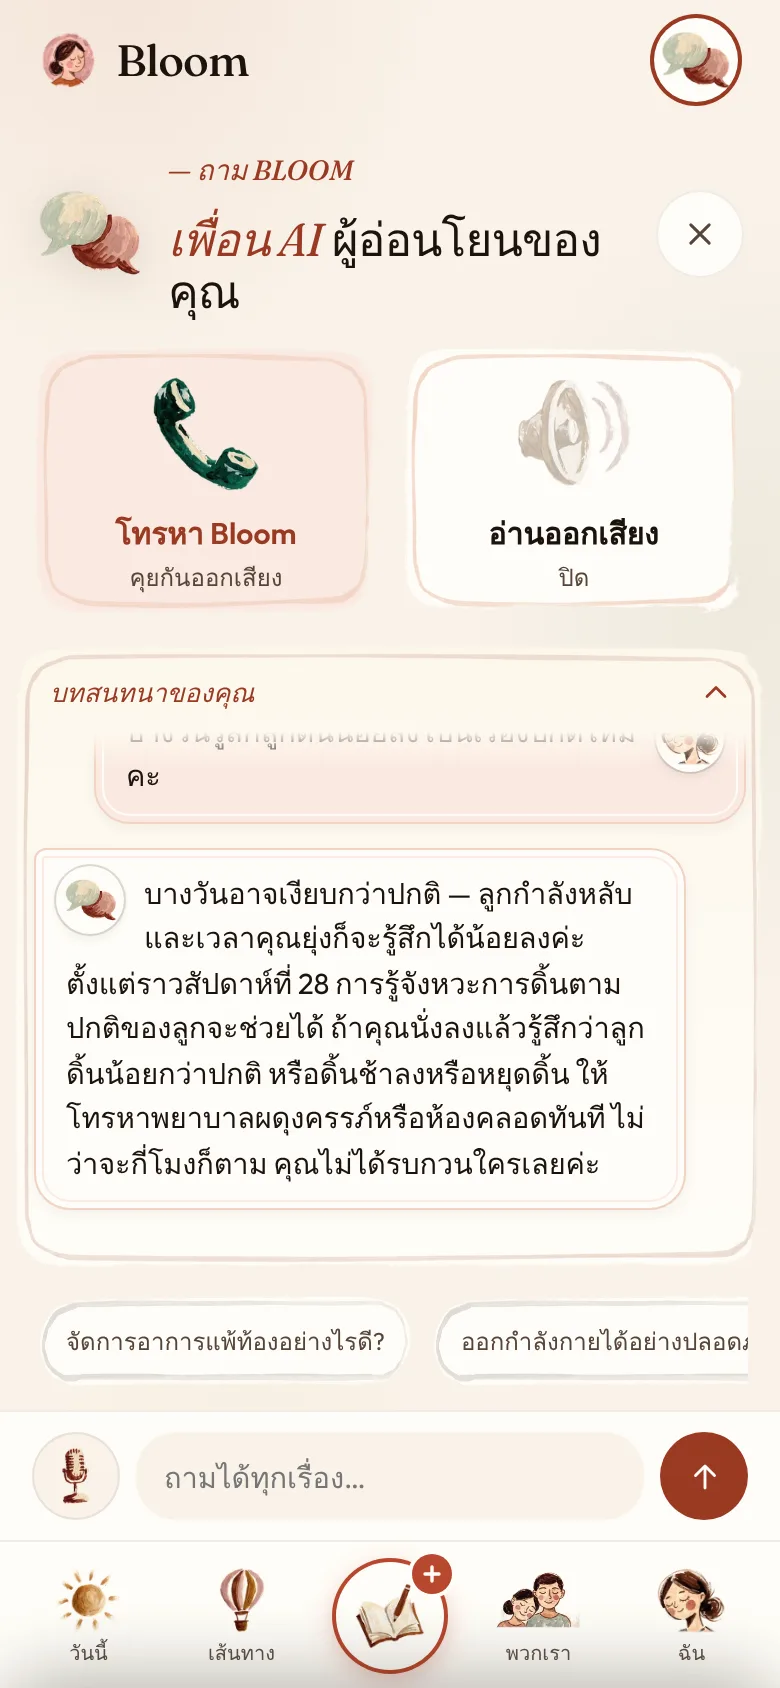 Bloom
— ถาม BLOOM
เพื่อน AI ผู้อ่อนโยนของ
คุณ
โทรหา Bloom
คุยกันออกเสียง
อ่านออกเสียง
ปิด
บทสนทนาของคุณ
คะ
บางวันอาจเงียบกว่าปกติ — ลูกกำลังหลับ
และเวลาคุณยุ่งก็จะรู้สึกได้น้อยลงค่ะ
ตั้งแต่ราวสัปดาห์ที่ 28 การรู้จังหวะการดิ้นตาม
ปกติของลูกจะช่วยได้ ถ้าคุณนั่งลงแล้วรู้สึกว่าลูก
ดิ้นน้อยกว่าปกติ หรือดิ้นช้าลงหรือหยุดดิ้น ให้
โทรหาพยาบาลผดุงครรภ์หรือห้องคลอดทันที ไม่
ว่าจะกี่โมงก็ตาม คุณไม่ได้รบกวนใครเลยค่ะ
จัดการอาการแพ้ท้องอย่างไรดี?
ออกกำลังกายได้อย่างปลอดภ
ถามได้ทุกเรื่อง...
วันนี้
เส้นทาง
พวกเรา
ฉัน